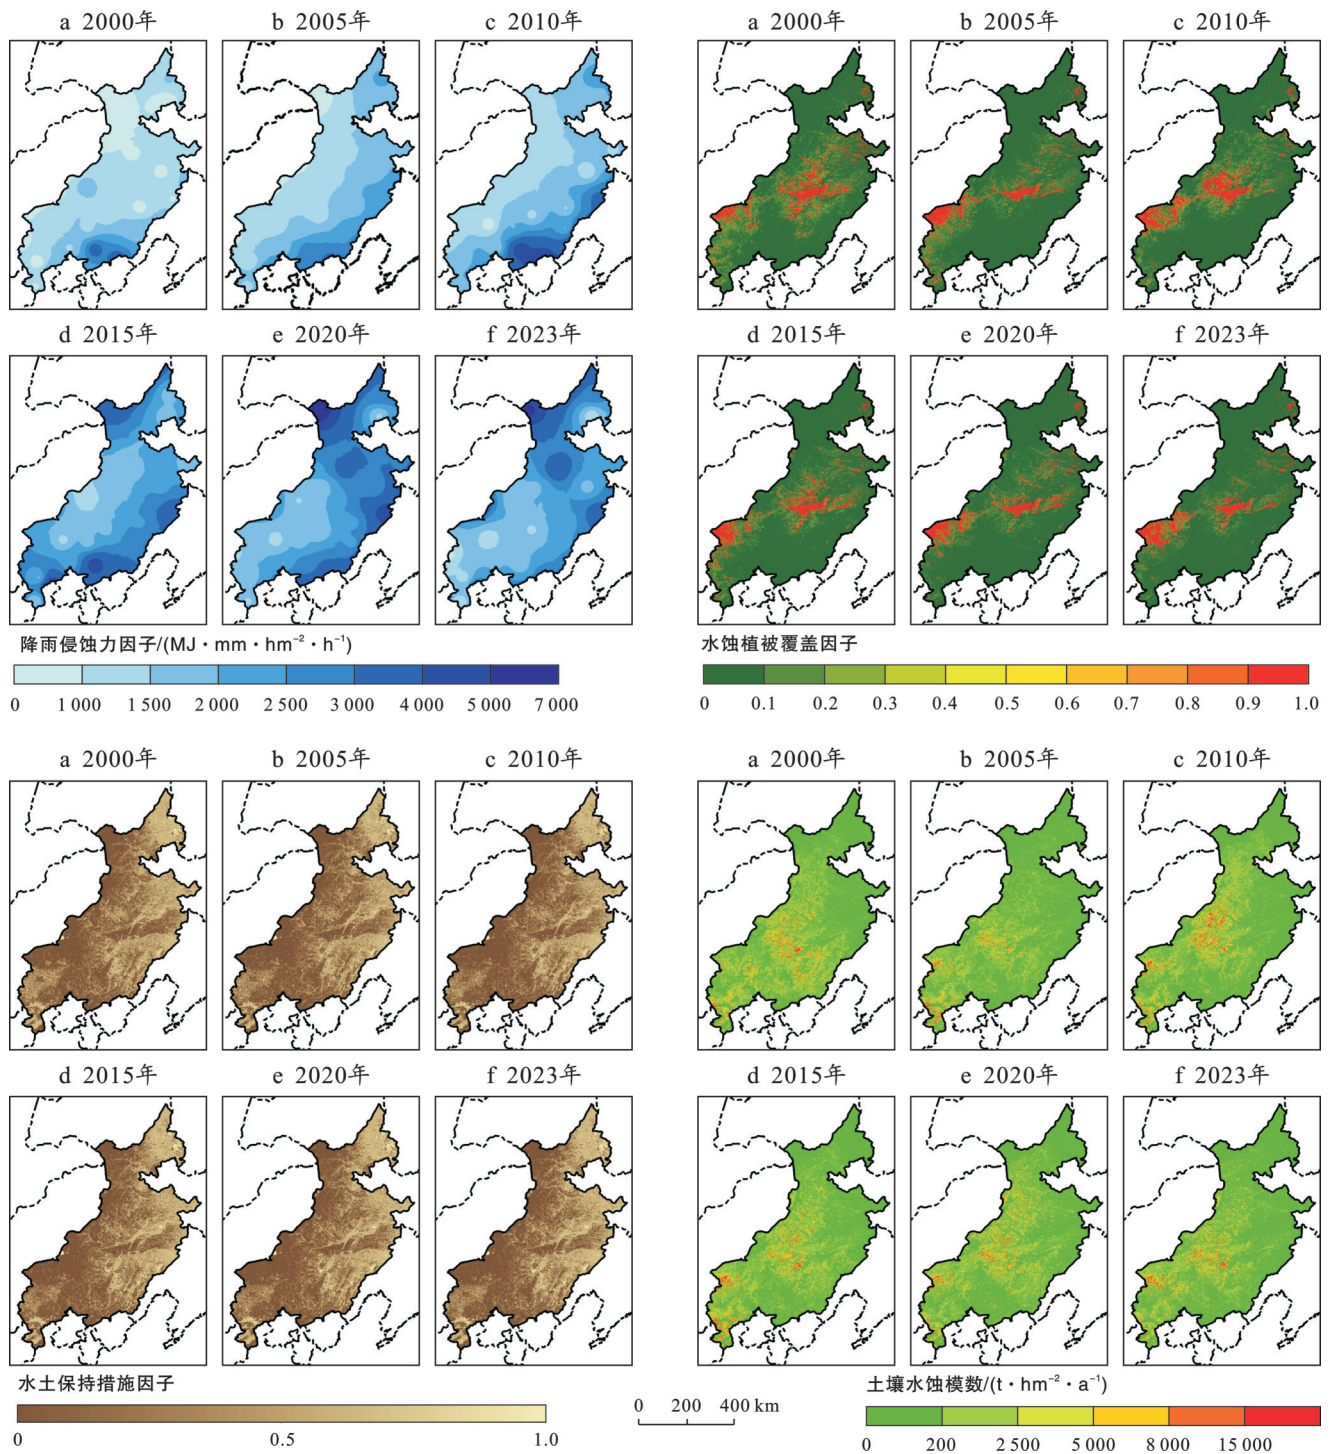 a 2000年 b 2005年 c 2010年
a 2000年 b 2005年 c 2010年
d 2015年 e 2020年 f 2023年
d 2015年 e 2020年 f 2023年
降雨侵蚀力因子/(MJ·mm·hm⁻²·h⁻¹)
0 1 000 1 500 2 000 2 500 3 000 4 000 5 000 7 000
水蚀植被覆盖因子
0 0.1 0.2 0.3 0.4 0.5 0.6 0.7 0.8 0.9 1.0
a 2000年 b 2005年 c 2010年
a 2000年 b 2005年 c 2010年
d 2015年 e 2020年 f 2023年
d 2015年 e 2020年 f 2023年
水土保持措施因子
0 0.5 1.0
0 200 400 km
土壤水蚀模数/(t·hm⁻²·a⁻¹)
0 200 2 500 5 000 8 000 15 000